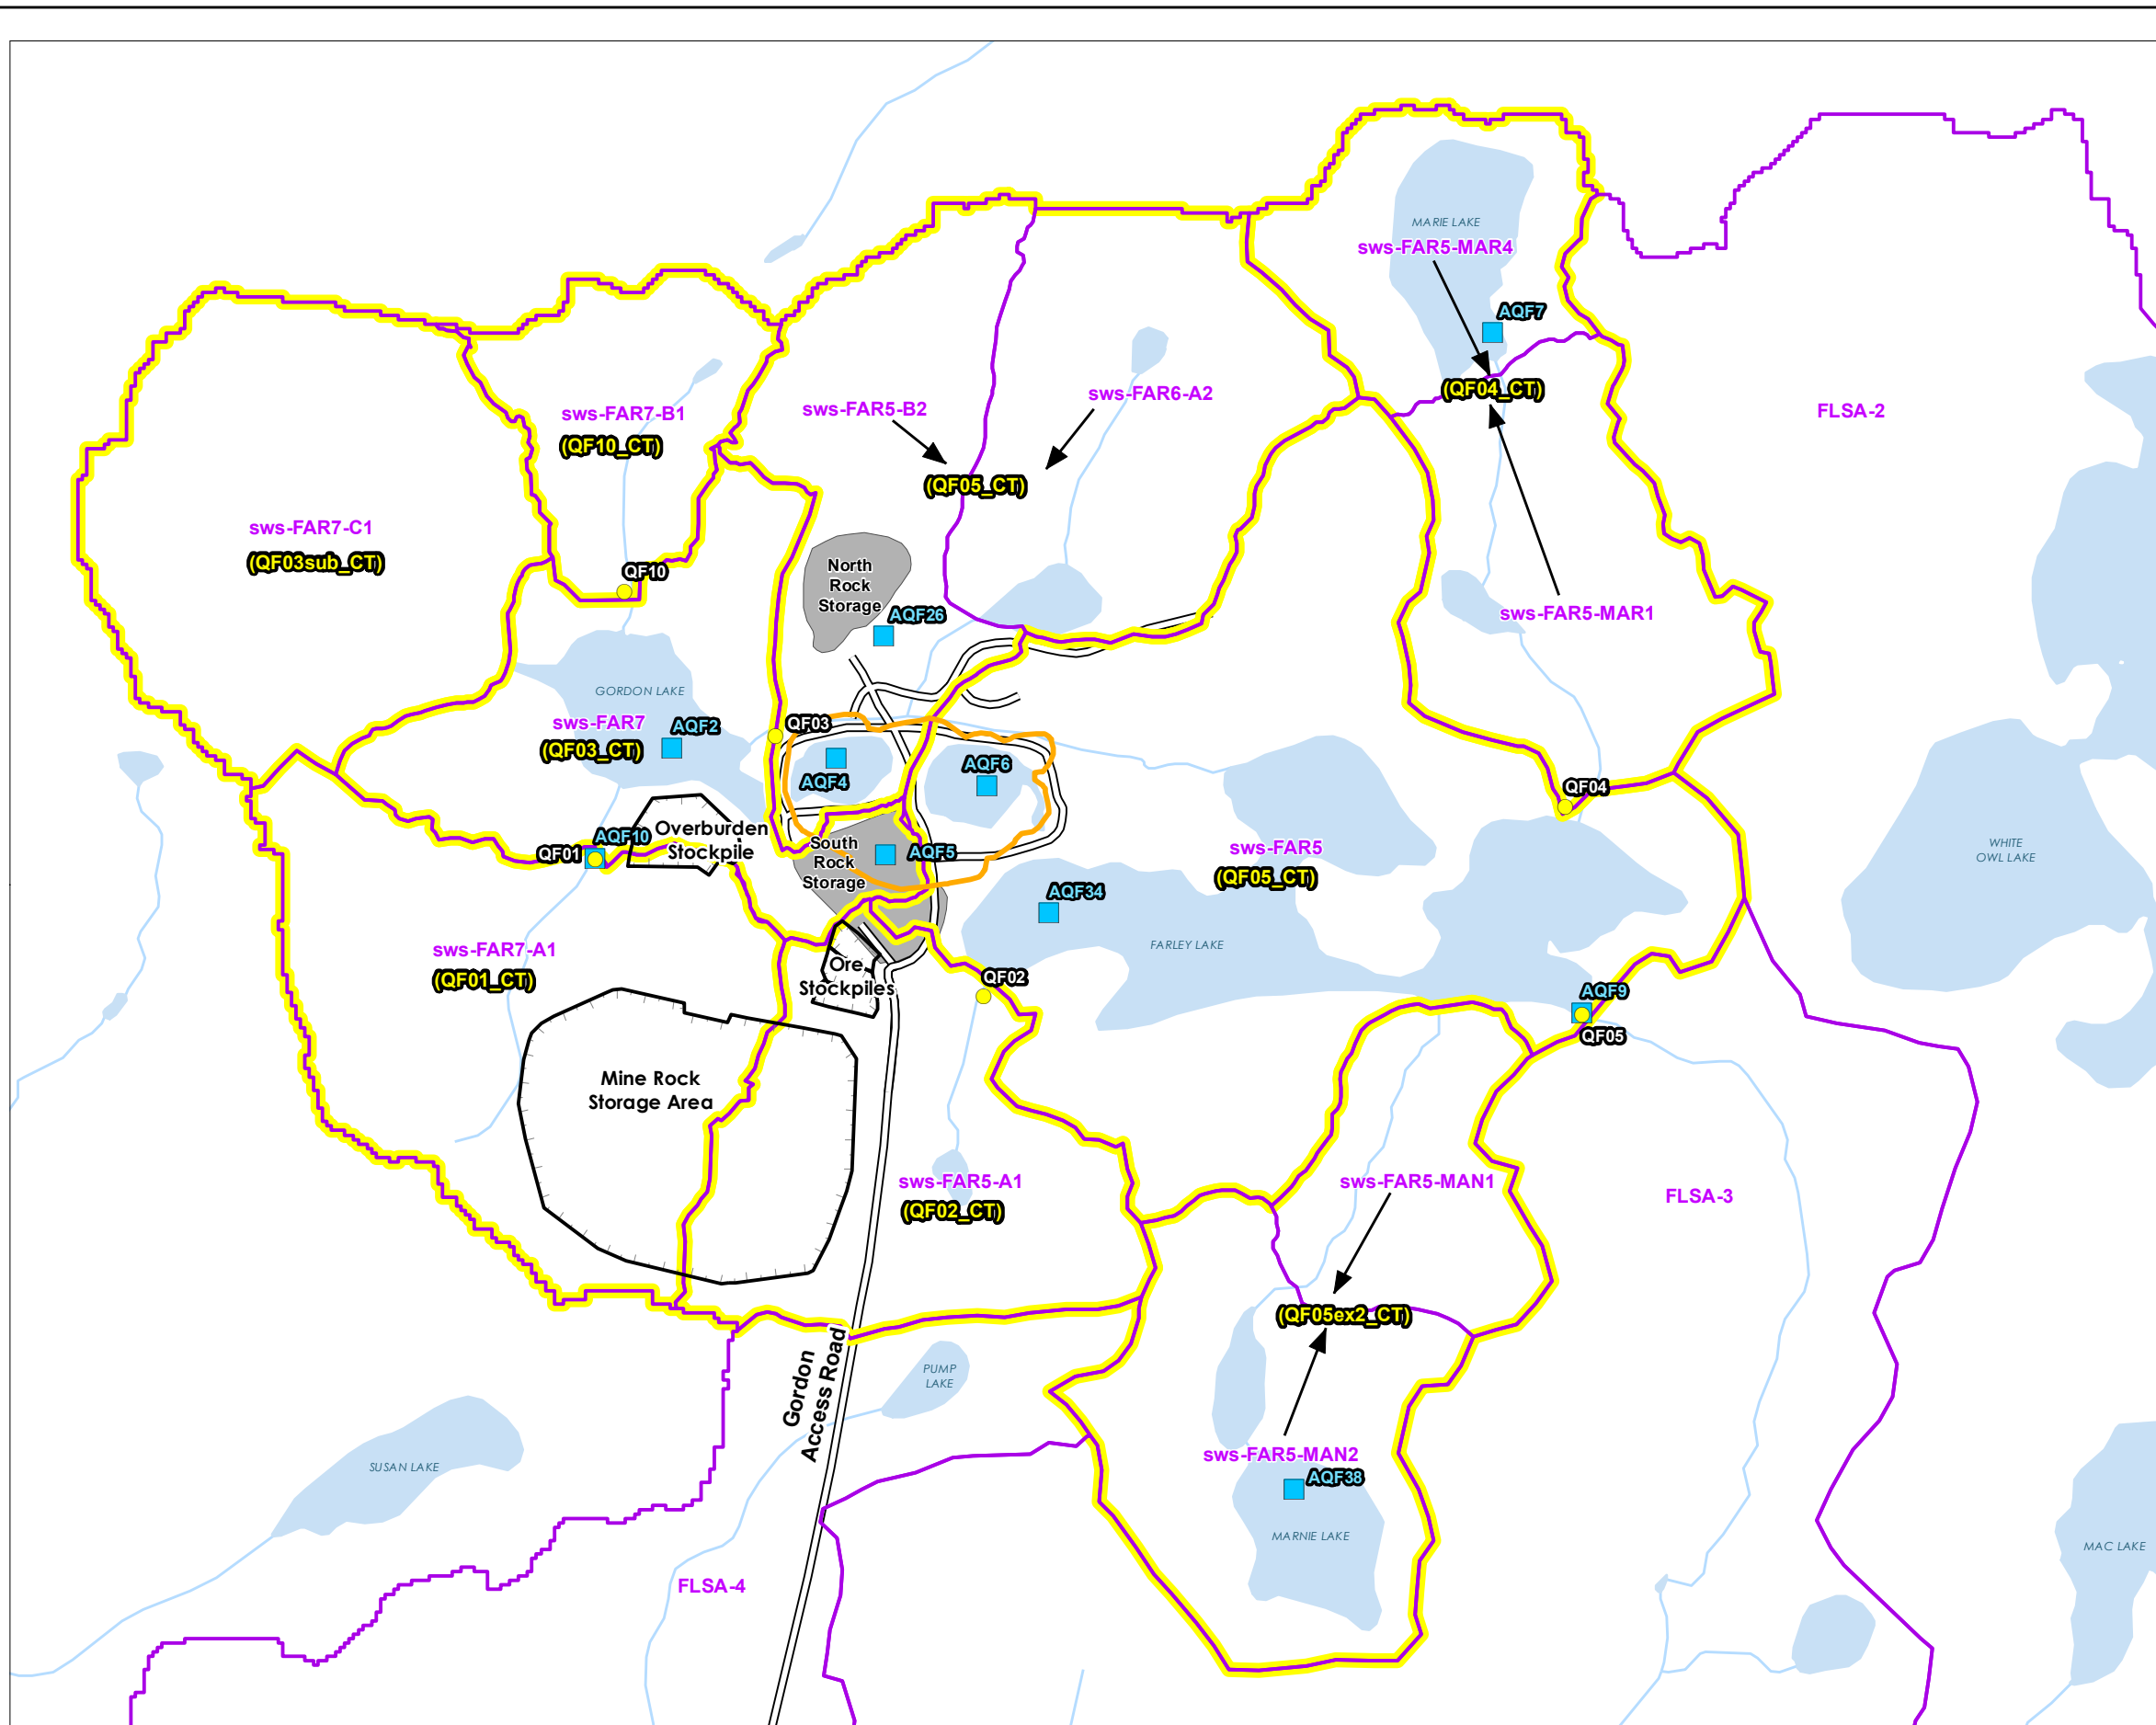 MARIE LAKE
sws-FAR5-MAR4
AQF7
(QF04_CT)
sws-FAR5-B2
sws-FAR6-A2
FLSA-2
sws-FAR7-B1
(QF10_CT)
(QF05_CT)
sws-FAR7-C1
(QF03sub_CT)
QF10
North
Rock
Storage
AQF26
sws-FAR5-MAR1
GORDON LAKE
sws-FAR7
(QF03_CT)
AQF2
QF03
AQF4
AQF6
QF04
Overburden
Stockpile
AQF10
QF01
South
Rock
Storage
AQF5
sws-FAR5
(QF05_CT)
WHITE
OWL LAKE
AQF34
FARLEY LAKE
sws-FAR7-A1
(QF01_CT)
Ore
Stockpiles
QF02
AQF9
QF05
Mine Rock
Storage Area
sws-FAR5-A1
(QF02_CT)
sws-FAR5-MAN1
FLSA-3
(QF05ex2_CT)
Gordon
Access Road
PUMP
LAKE
sws-FAR5-MAN2
AQF38
SUSAN LAKE
MARNIE LAKE
MAC LAKE
FLSA-4